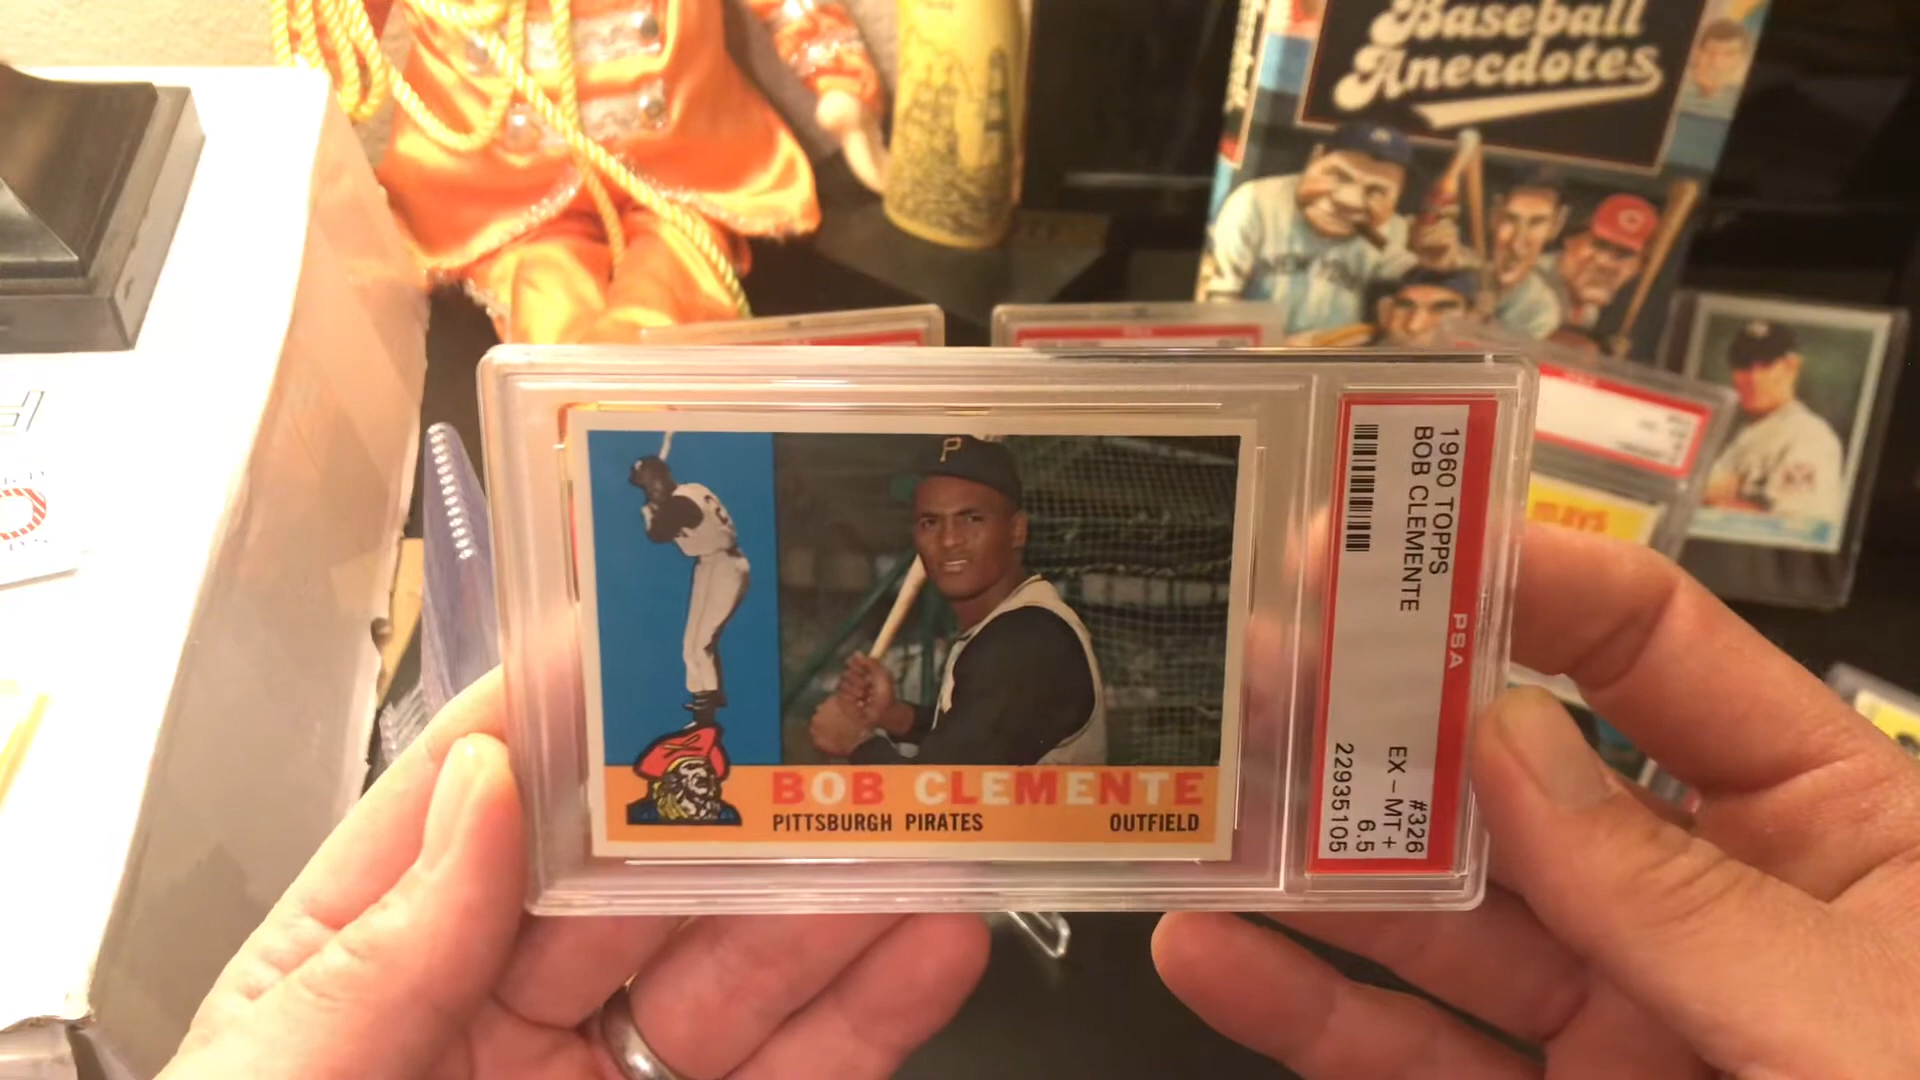 Baseball
Anecdotes
P
BOB CLEMENTE
PITTSBURGH PIRATES OUTFIELD
1960 TOPPS #326
BOB CLEMENTE EX-MT+
6.5
22935105
PSA
mays
C